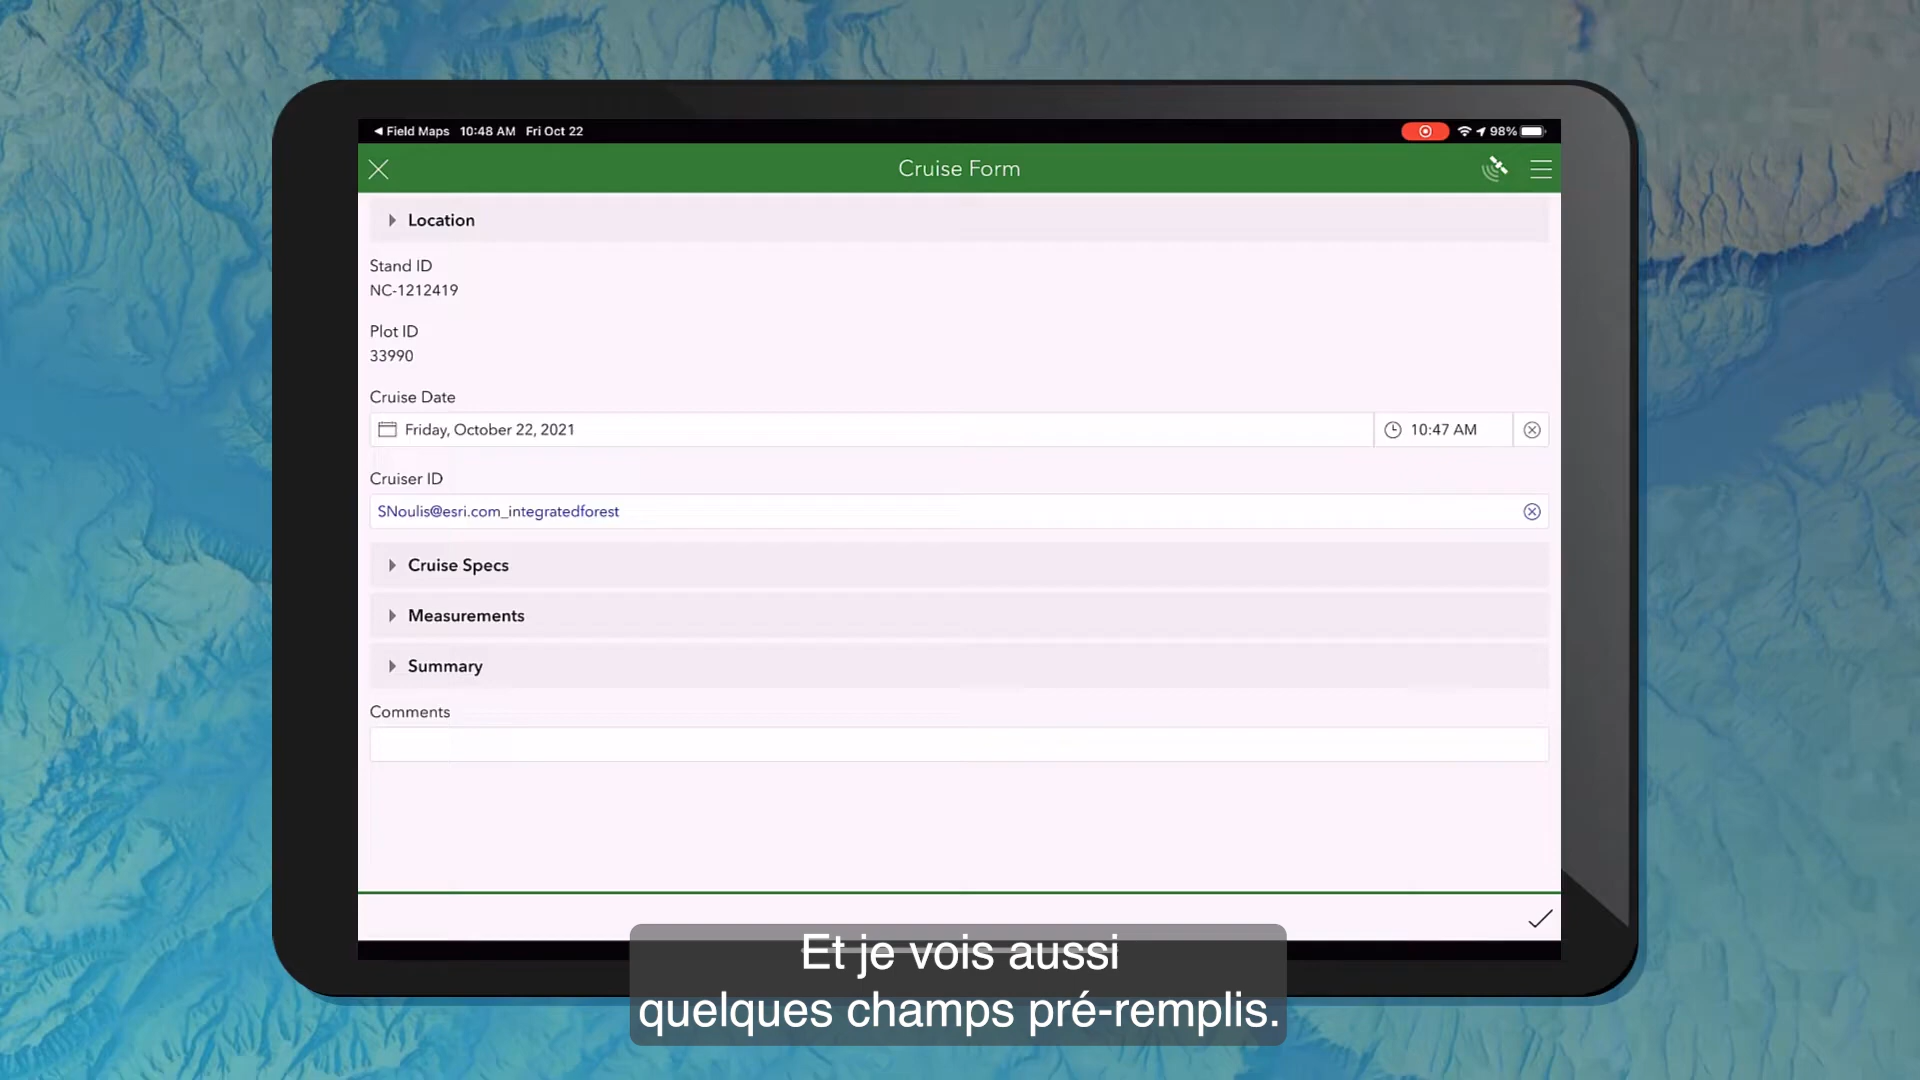 Field Maps 10:48 AM Fri Oct 22
98%
Cruise Form
Location
Stand ID
NC-1212419
Plot ID
33990
Cruise Date
Friday, October 22, 2021
10:47 AM
Cruiser ID
SNoulis@esri.com_integratedforest
Cruise Specs
Measurements
Summary
Comments
Et je vois aussi
quelques champs pré-remplis.